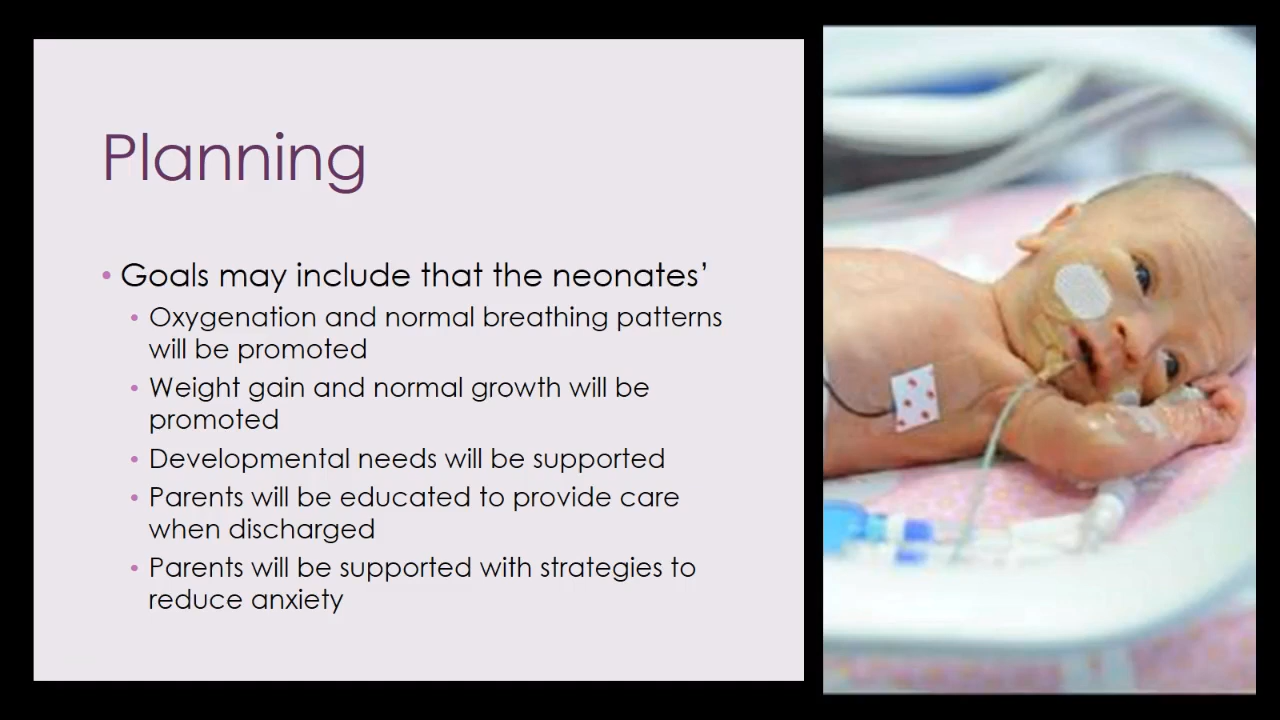 Planning
• Goals may include that the neonates’
• Oxygenation and normal breathing patterns
will be promoted
• Weight gain and normal growth will be
promoted
• Developmental needs will be supported
• Parents will be educated to provide care
when discharged
• Parents will be supported with strategies to
reduce anxiety